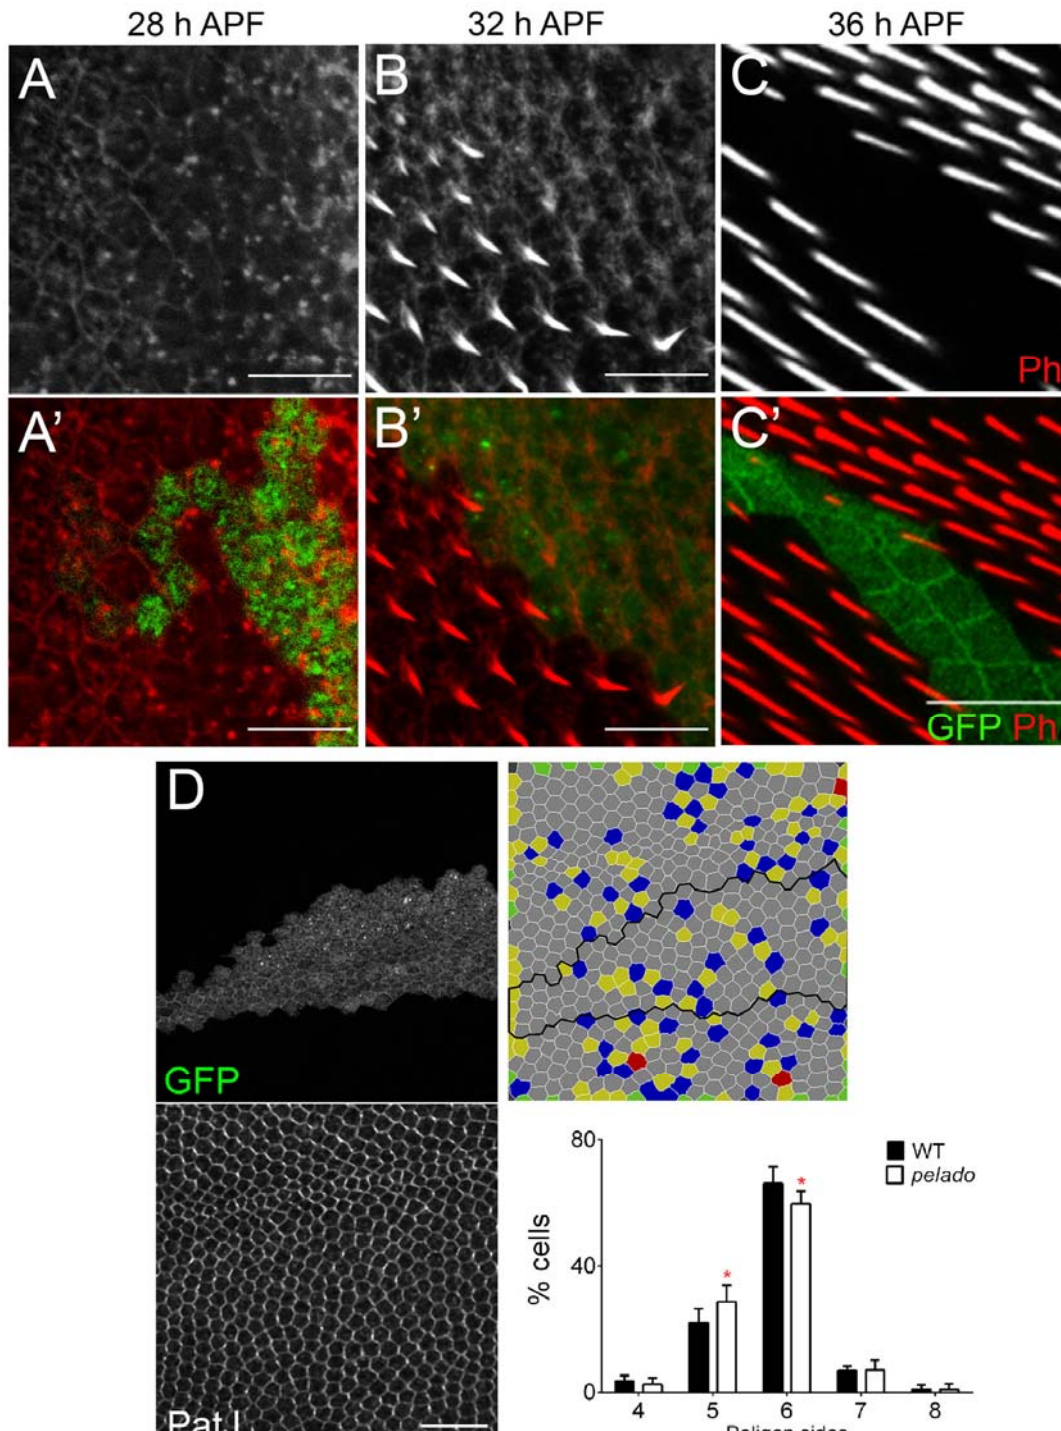 28 h APF 32 h APF 36 h APF
A B C
Ph
A’ B’ C’
GFP Ph
D
GFP
PatJ
80
40
0
% cells
WT
pelado
*
*
4 5 6 7 8
Poligon sides